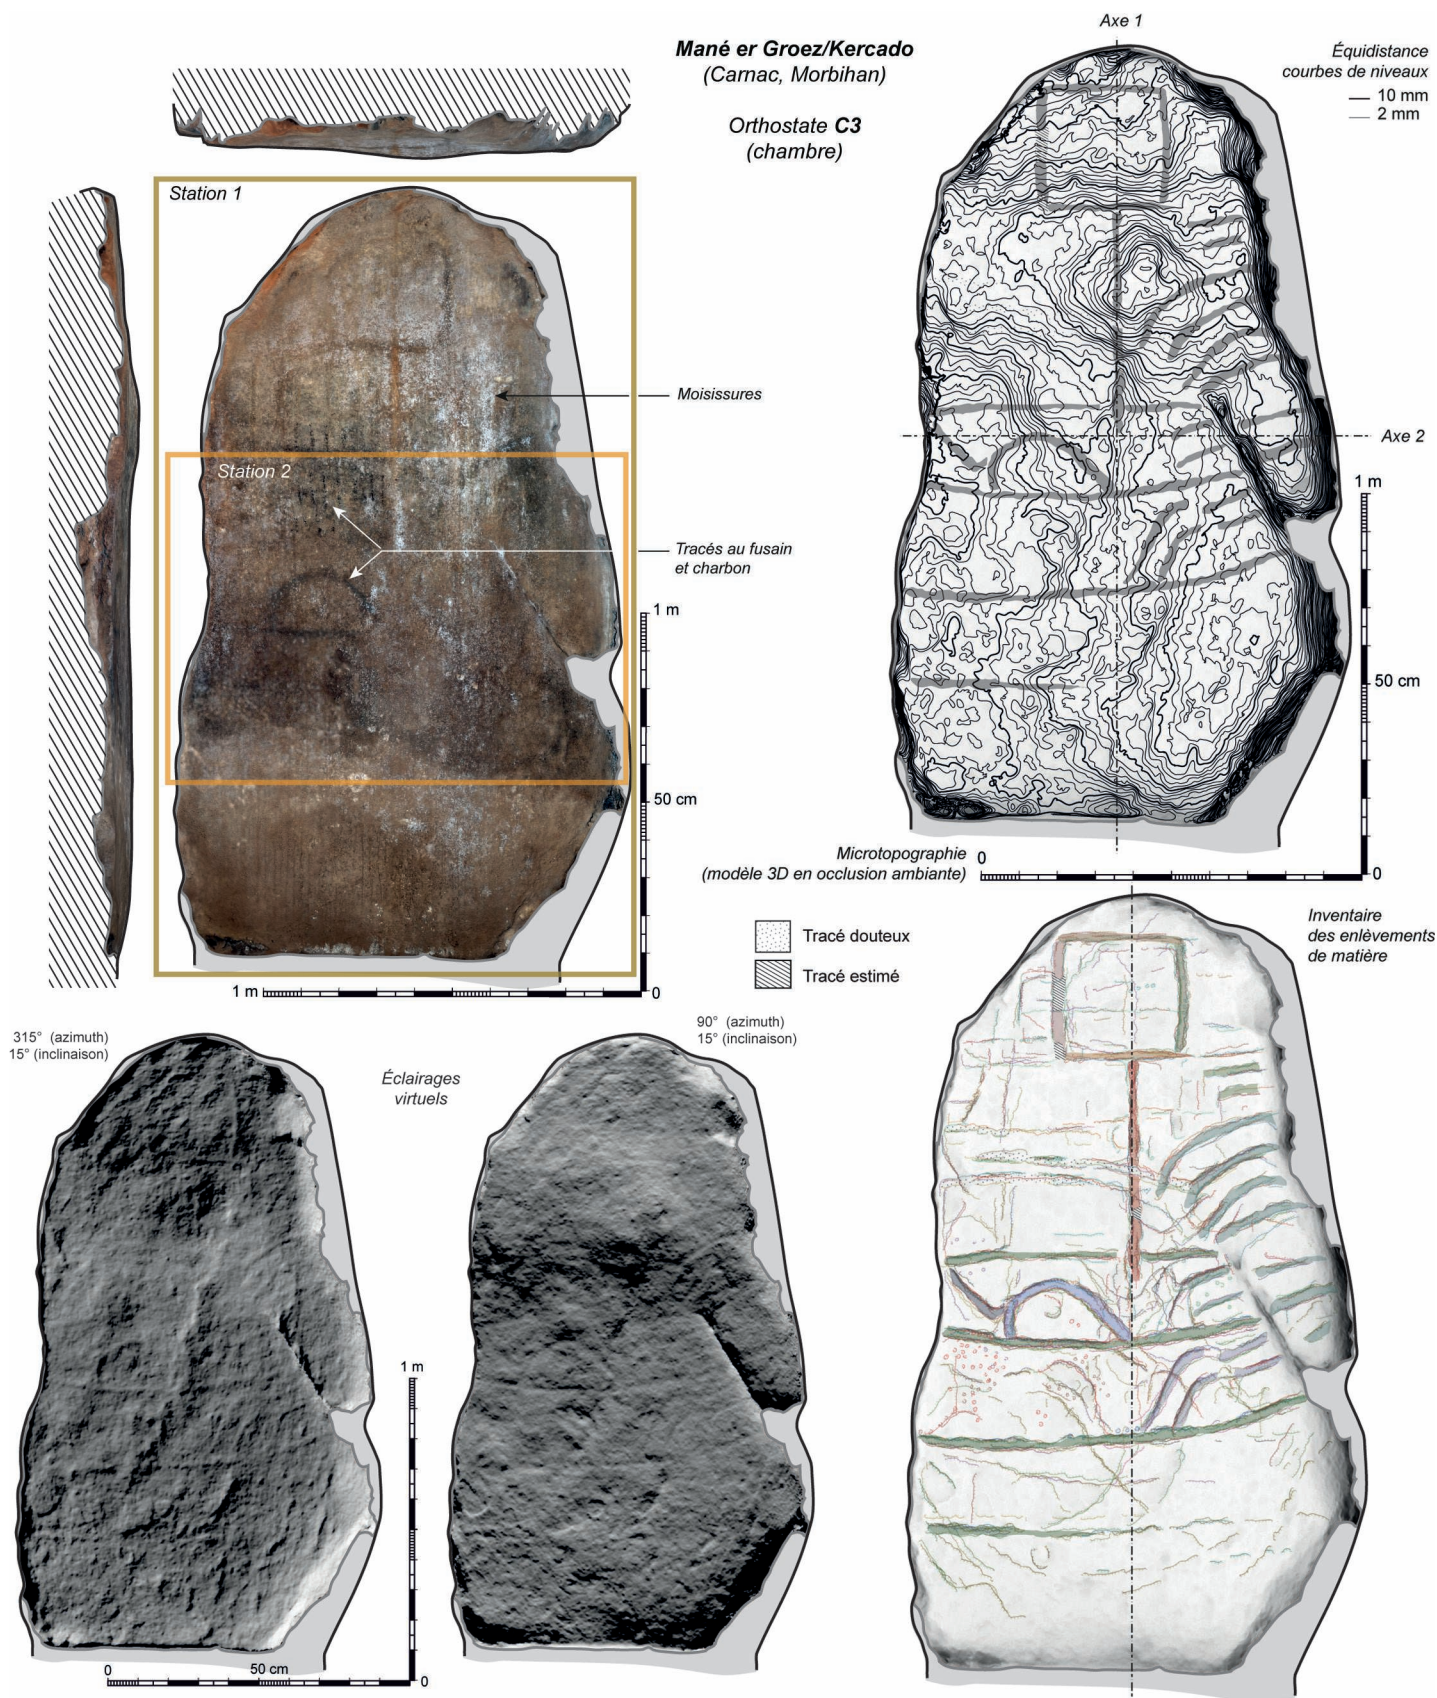 Axe 1
Mané er Groez/Kercado
(Carnac, Morbihan)
Orthostate C3
(chambre)
Équidistance
courbes de niveaux
10 mm
2 mm
Station 1
Moisissures
Station 2
Axe 2
Tracés au fusain
et charbon
1 m
50 cm
0
1 m
1 m
50 cm
0
0
Microtopographie
(modèle 3D en occlusion ambiante)
Tracé douteux
Tracé estimé
Inventaire
des enlèvements
de matière
315° (azimuth)
15° (inclinaison)
Éclairages
virtuels
90° (azimuth)
15° (inclinaison)
1 m
0
50 cm
0